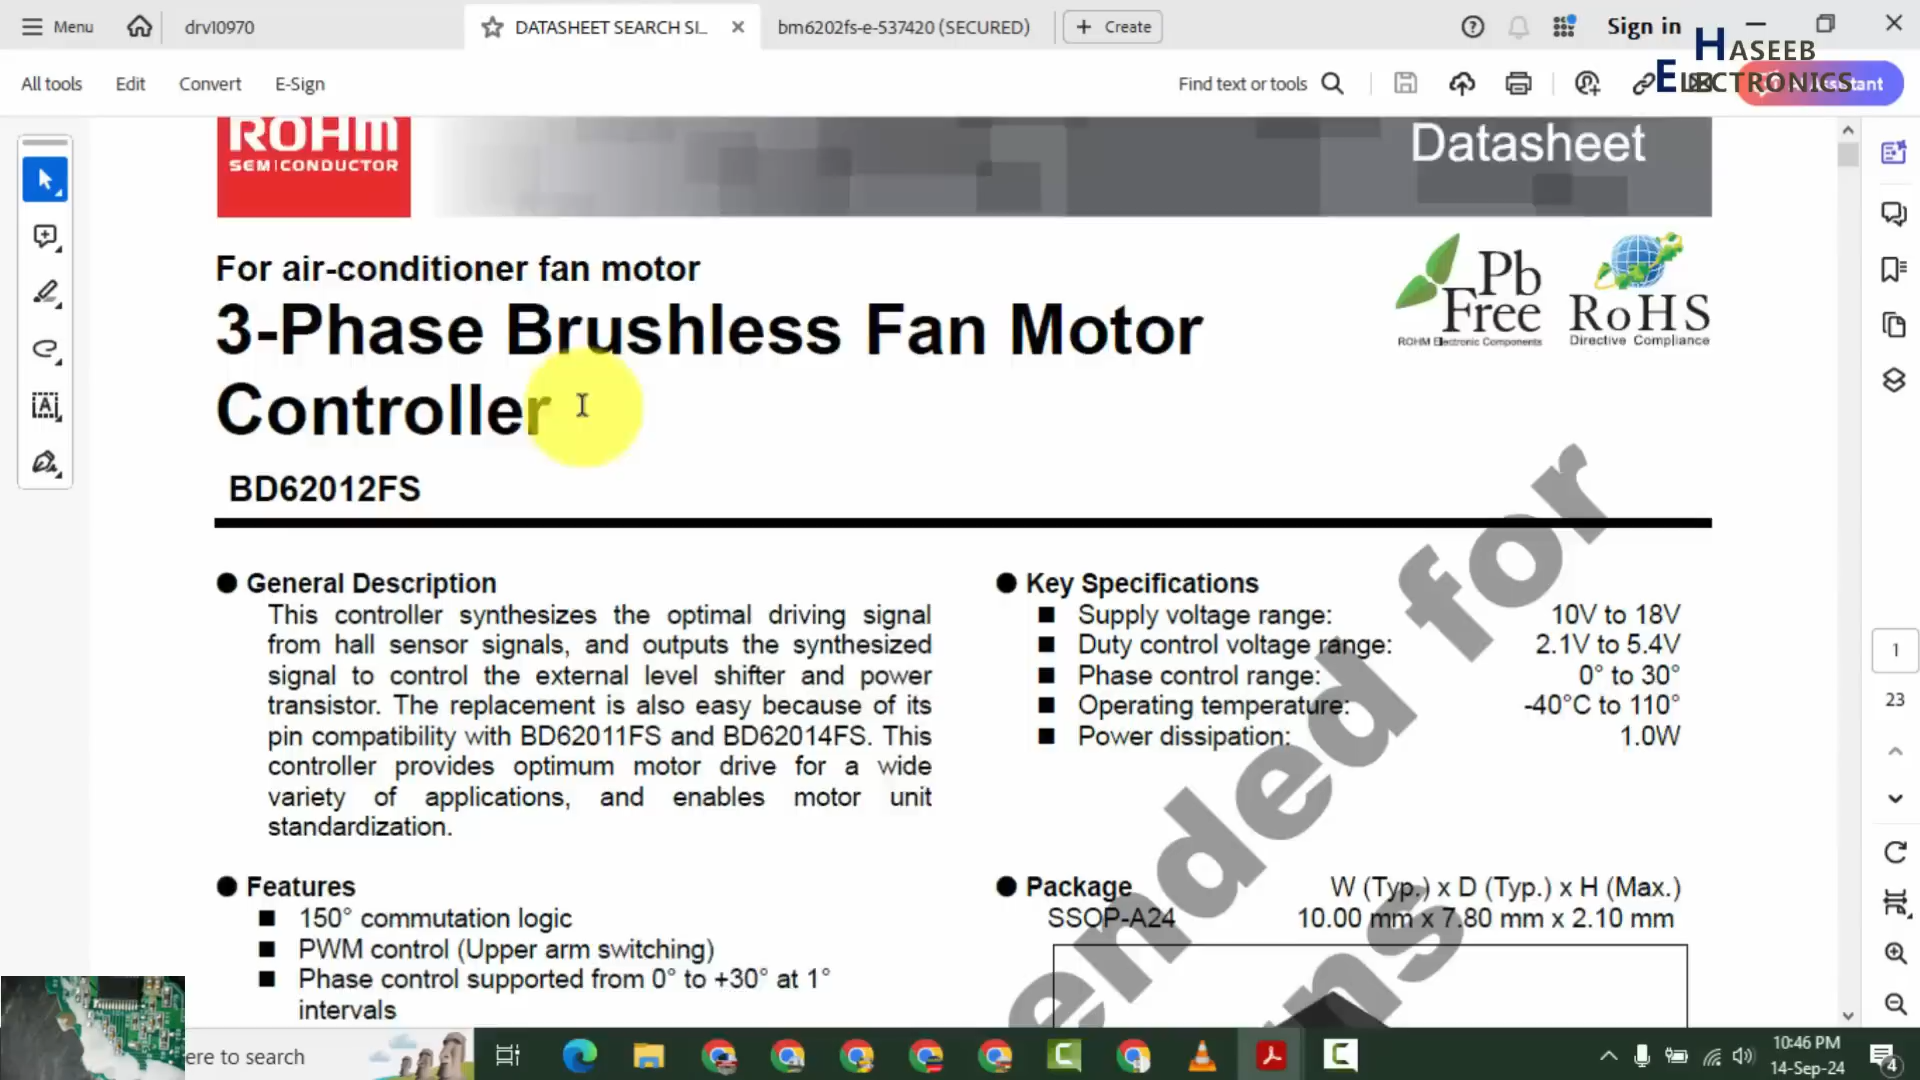 Menu
drv10970
DATASHEET SEARCH SI...
bm6202fs-e-537420 (SECURED)
Create
Sign in
HASEEB
ELECTRONICS
All tools
Edit
Convert
E-Sign
Find text or tools
Assistant
ROHM
SEMICONDUCTOR
Datasheet
For air-conditioner fan motor
3-Phase Brushless Fan Motor
Controller
BD62012FS
Pb
Free
ROHM Electronic Components
RoHS
Directive Compliance
General Description
This controller synthesizes the optimal driving signal
from hall sensor signals, and outputs the synthesized
signal to control the external level shifter and power
transistor. The replacement is also easy because of its
pin compatibility with BD62011FS and BD62014FS. This
controller provides optimum motor drive for a wide
variety of applications, and enables motor unit
standardization.
Key Specifications
Supply voltage range: 10V to 18V
Duty control voltage range: 2.1V to 5.4V
Phase control range: 0° to 30°
Operating temperature: -40°C to 110°
Power dissipation: 1.0W
Features
150° commutation logic
PWM control (Upper arm switching)
Phase control supported from 0° to +30° at 1°
intervals
Package W (Typ.) x D (Typ.) x H (Max.)
SSOP-A24 10.00 mm x 7.80 mm x 2.10 mm
ended for
ns
1
23
ere to search
10:46 PM
14-Sep-24
4